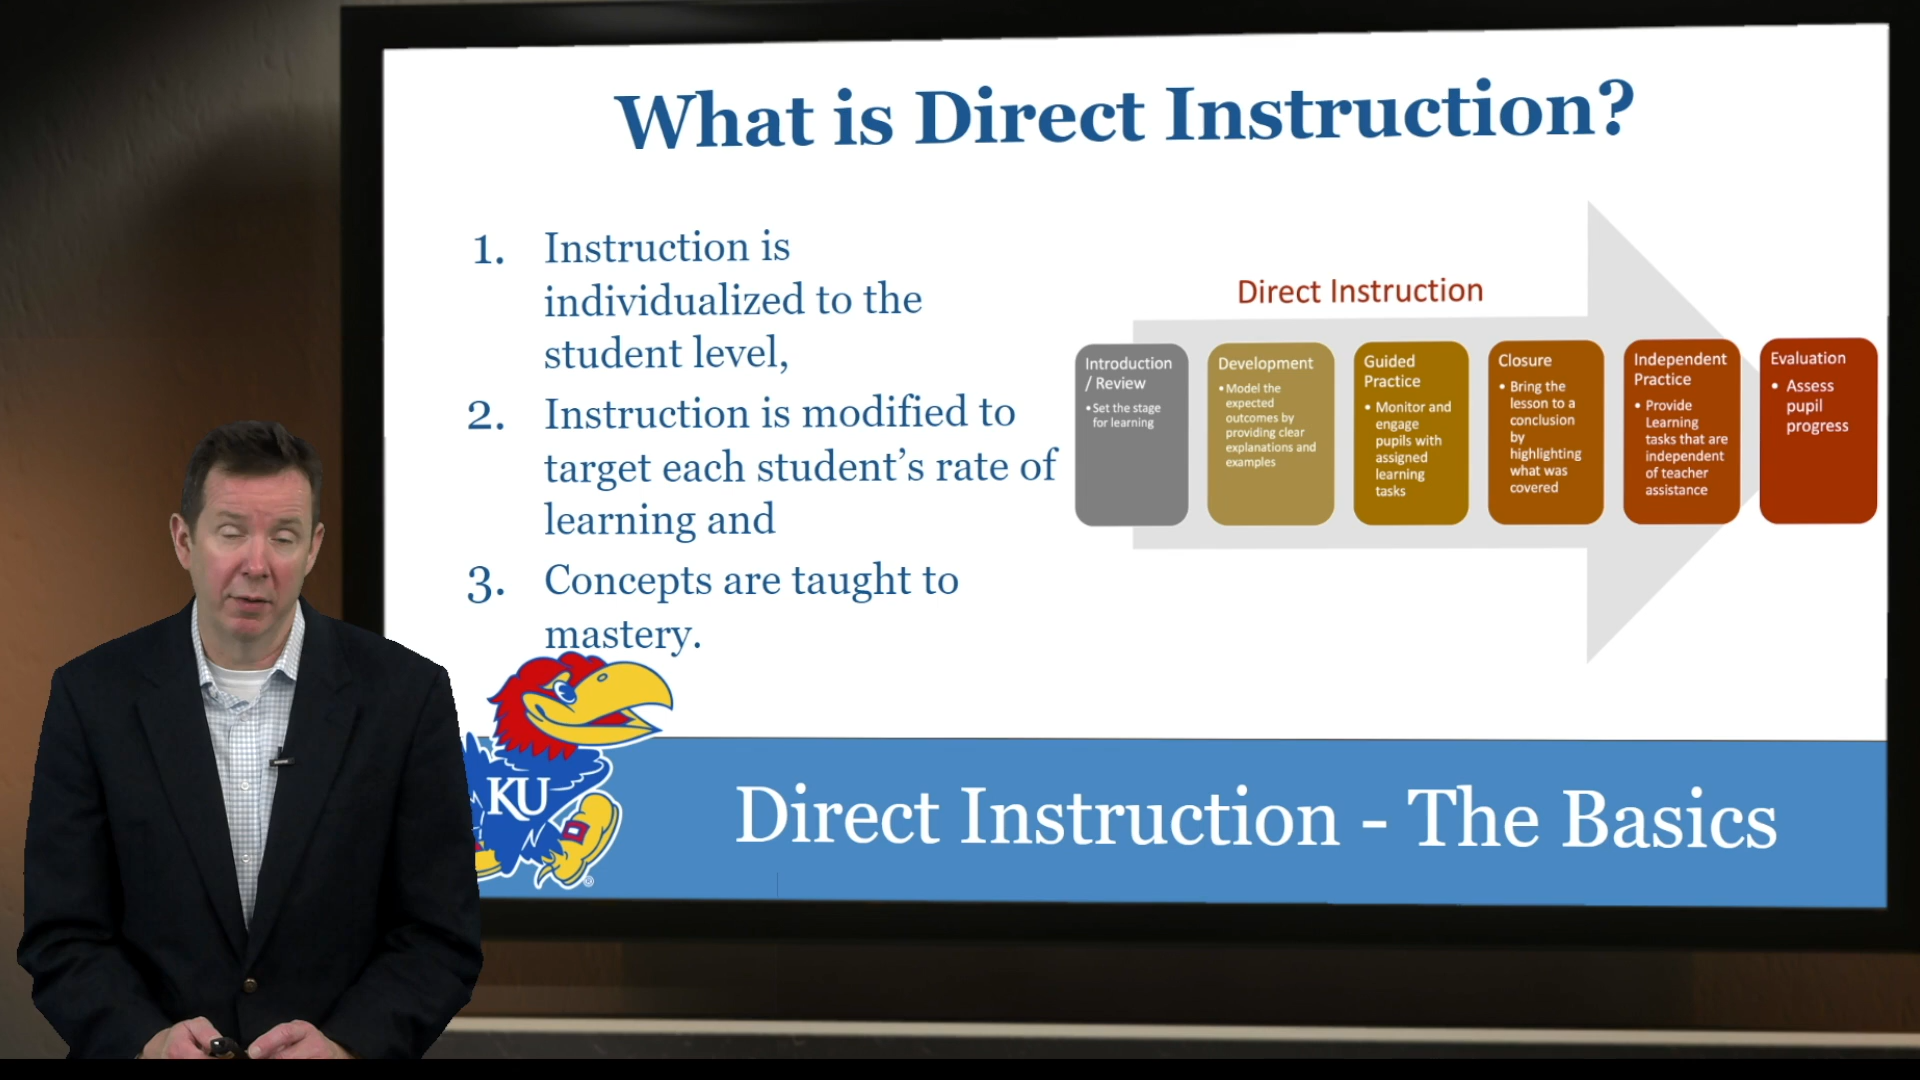 What is Direct Instruction?
1. Instruction is
individualized to the
student level,
2. Instruction is modified to
target each student's rate of
learning and
3. Concepts are taught to
mastery.
Direct Instruction
Introduction
/ Review
•Set the stage
for learning
Development
•Model the
expected
outcomes by
providing clear
explanations and
examples
Guided
Practice
• Monitor and
engage
pupils with
assigned
learning
tasks
Closure
• Bring the
lesson to a
conclusion
by
highlighting
what was
covered
Independent
Practice
• Provide
Learning
tasks that are
independent
of teacher
assistance
Evaluation
• Assess
pupil
progress
KU
®
Direct Instruction - The Basics